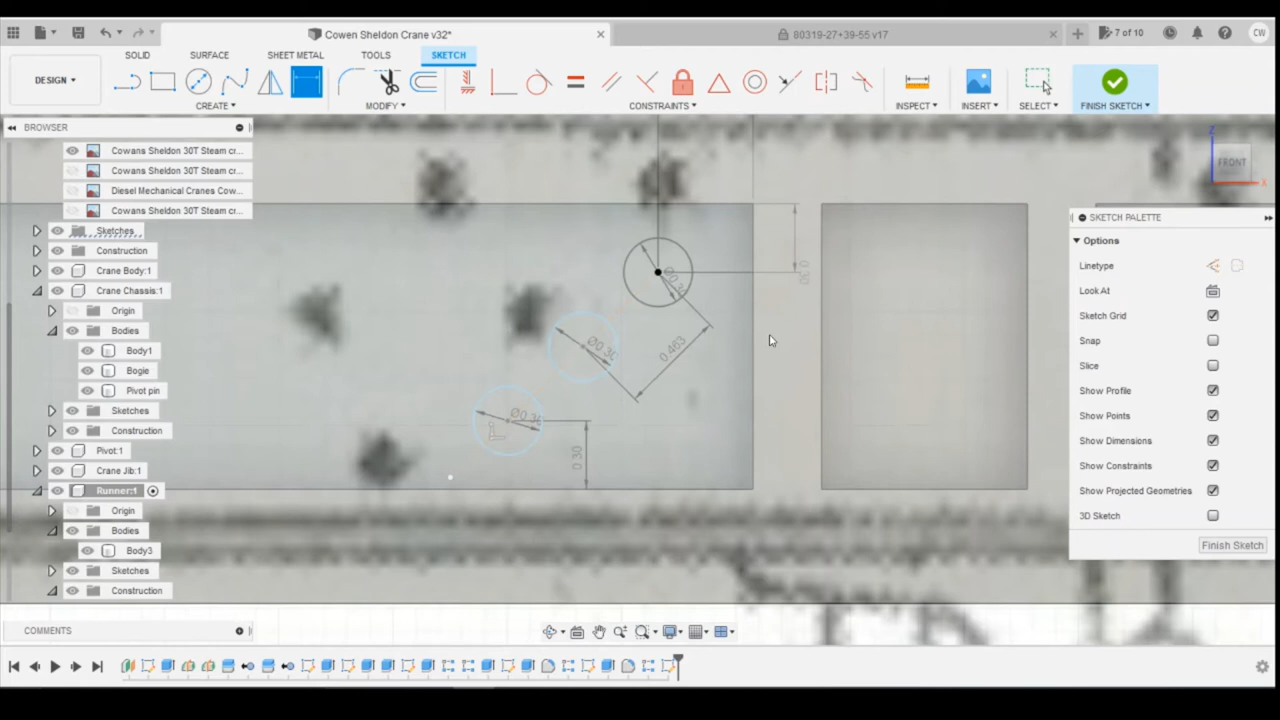 Cowen Sheldon Crane v32*
80319-27+39-55 v17
7 of 10
CW
DESIGN
SOLID
SURFACE
SHEET METAL
TOOLS
SKETCH
CREATE
MODIFY
CONSTRAINTS
INSPECT
INSERT
SELECT
FINISH SKETCH
BROWSER
Cowans Sheldon 30T Steam cr...
Cowans Sheldon 30T Steam cr...
Diesel Mechanical Cranes Cow...
Cowans Sheldon 30T Steam cr...
Sketches
Construction
Crane Body:1
Crane Chassis:1
Origin
Bodies
Body1
Bogie
Pivot pin
Sketches
Construction
Pivot:1
Crane Jib:1
Runner:1
Origin
Bodies
Body3
Sketches
Construction
0.463
0.30
Z
FRONT
X
SKETCH PALETTE
Options
Linetype
Look At
Sketch Grid
Snap
Slice
Show Profile
Show Points
Show Dimensions
Show Constraints
Show Projected Geometries
3D Sketch
Finish Sketch
COMMENTS